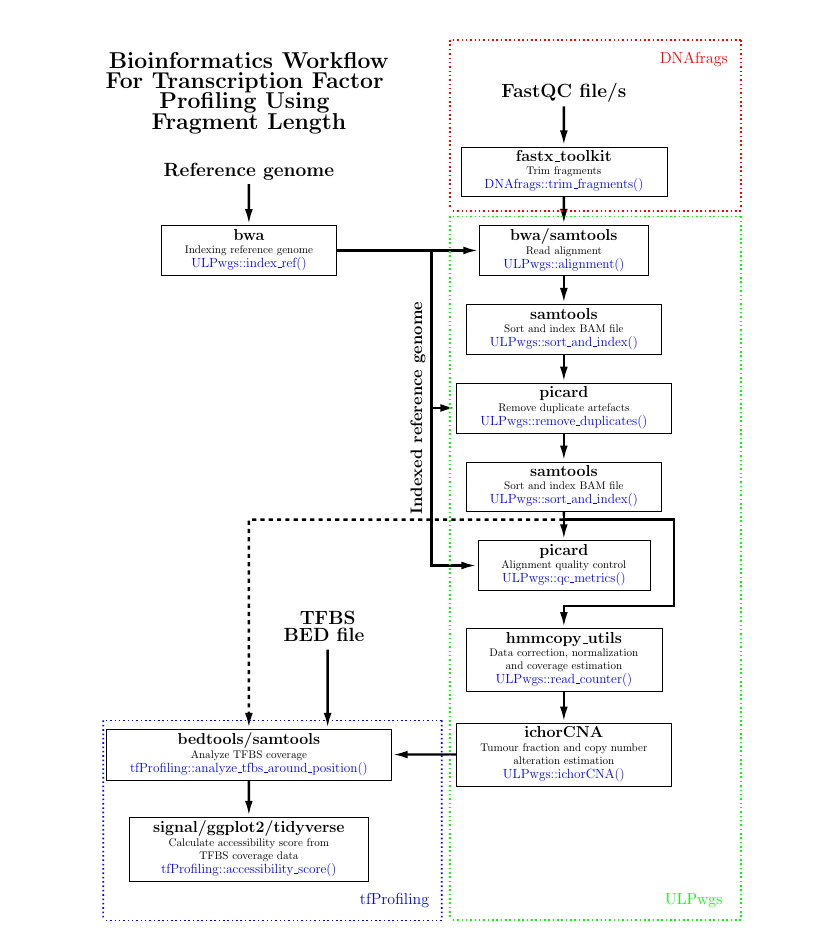 Bioinformatics Workflow
For Transcription Factor
Profiling Using
Fragment Length
DNAfrags
FastQC file/s
fastx_toolkit
Trim fragments
DNAfrags::trim_fragments()
Reference genome
bwa
Indexing reference genome
ULPwgs::index_ref()
bwa/samtools
Read alignment
ULPwgs::alignment()
samtools
Sort and index BAM file
ULPwgs::sort_and_index()
Indexed reference genome
picard
Remove duplicate artefacts
ULPwgs::remove_duplicates()
samtools
Sort and index BAM file
ULPwgs::sort_and_index()
picard
Alignment quality control
ULPwgs::qc_metrics()
TFBS
BED file
hmmcopy_utils
Data correction, normalization
and coverage estimation
ULPwgs::read_counter()
bedtools/samtools
Analyze TFBS coverage
tfProfiling::analyze_tfbs_around_position()
ichorCNA
Tumour fraction and copy number
alteration estimation
ULPwgs::ichorCNA()
signal/ggplot2/tidyverse
Calculate accessibility score from
TFBS coverage data
tfProfiling::accessibility_score()
tfProfiling
ULPwgs